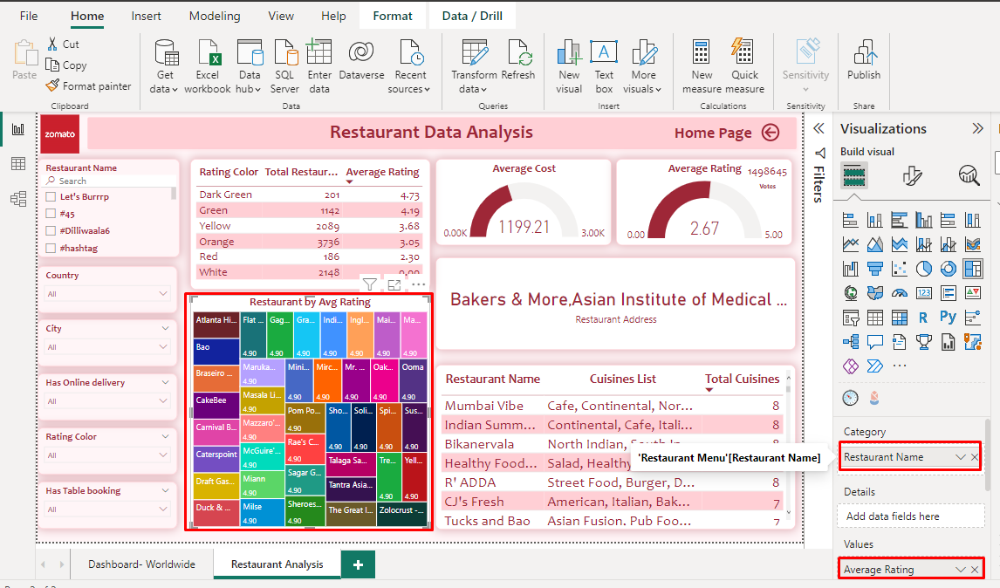 File Home Insert Modeling View Help Format Data / Drill
Paste
Cut
Copy
Format painter
Get data
Excel workbook
Data hub
SQL Server
Enter data
Dataverse
Recent sources
Transform data
Refresh
New visual
Text box
More visuals
New measure
Quick measure
Sensitivity
Publish
Clipboard Data Queries Insert Calculations Sensitivity Share
zomato
Restaurant Data Analysis
Home Page
Restaurant Name
Search
Let's Burrrp
#45
#Dilliwaala6
#hashtag
Country
All
City
All
Has Online delivery
All
Rating Color
All
Has Table booking
All
Rating Color Total Restaur... Average Rating
Dark Green 201 4.73
Green 1142 4.19
Yellow 2089 3.68
Orange 3736 3.05
Red 186 2.30
White 2148 0.00
Average Cost
1199.21
0.00K 3.00K
Average Rating
1498645
Votes
2.67
0.00 5.00
Restaurant by Avg Rating
Atlanta Hi...
Bao
Braseiro ...
CakeBee
Carnival B...
Caterspoint
Draft Gas...
Duck & ...
Flat ...
4.90
Gag...
4.90
Gra...
4.90
Indi...
4.90
Ingl...
4.90
Mai...
4.90
Ma...
4.90
Maruka...
4.90
Masala Li...
4.90
Mazzaro'...
4.90
McGuire'...
4.90
Miann
4.90
Milse
4.90
Mini...
4.90
Mirc...
4.90
Mr. ...
4.90
Oak...
4.90
Ooma
4.90
Pom Po...
4.90
Rae's C...
4.90
Sagar G...
4.90
Sheroes...
4.90
Sho...
4.90
Soli...
4.90
Spi...
4.90
Sus...
4.90
Talaga Sa...
Tantra Asia...
The Great I...
Tre...
4.90
Yell...
4.90
Zolocrust -...
Bakers & More,Asian Institute of Medical ...
Restaurant Address
Restaurant Name Cuisines List Total Cuisines
Mumbai Vibe Cafe, Continental, Nor... 8
Indian Summ... Continental, Cafe, Itali... 8
Bikanervala North Indian, South In
Healthy Food... Salad, Healthy
R' ADDA Street Food, Burger, D... 8
CJ's Fresh American, Italian, Bak... 7
Tucks and Bao Asian Fusion, Pub Foo... 7
'Restaurant Menu'[Restaurant Name]
Filters
Visualizations
Build visual
123
R
Py
Category
Restaurant Name
Details
Add data fields here
Values
Average Rating
Dashboard- Worldwide
Restaurant Analysis